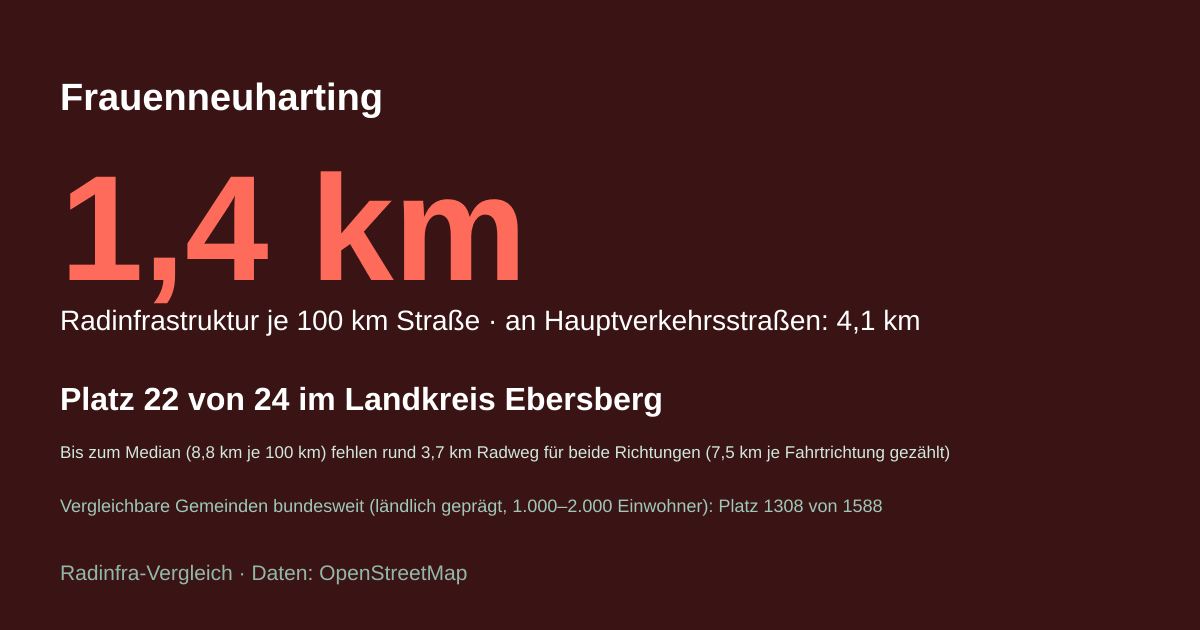 Frauenneuharting
1,4 km
Radinfrastruktur je 100 km Straße · an Hauptverkehrsstraßen: 4,1 km
Platz 22 von 24 im Landkreis Ebersberg
Bis zum Median (8,8 km je 100 km) fehlen rund 3,7 km Radweg für beide Richtungen (7,5 km je Fahrtrichtung gezählt)
Vergleichbare Gemeinden bundesweit (ländlich geprägt, 1.000–2.000 Einwohner): Platz 1308 von 1588
Radinfra-Vergleich · Daten: OpenStreetMap